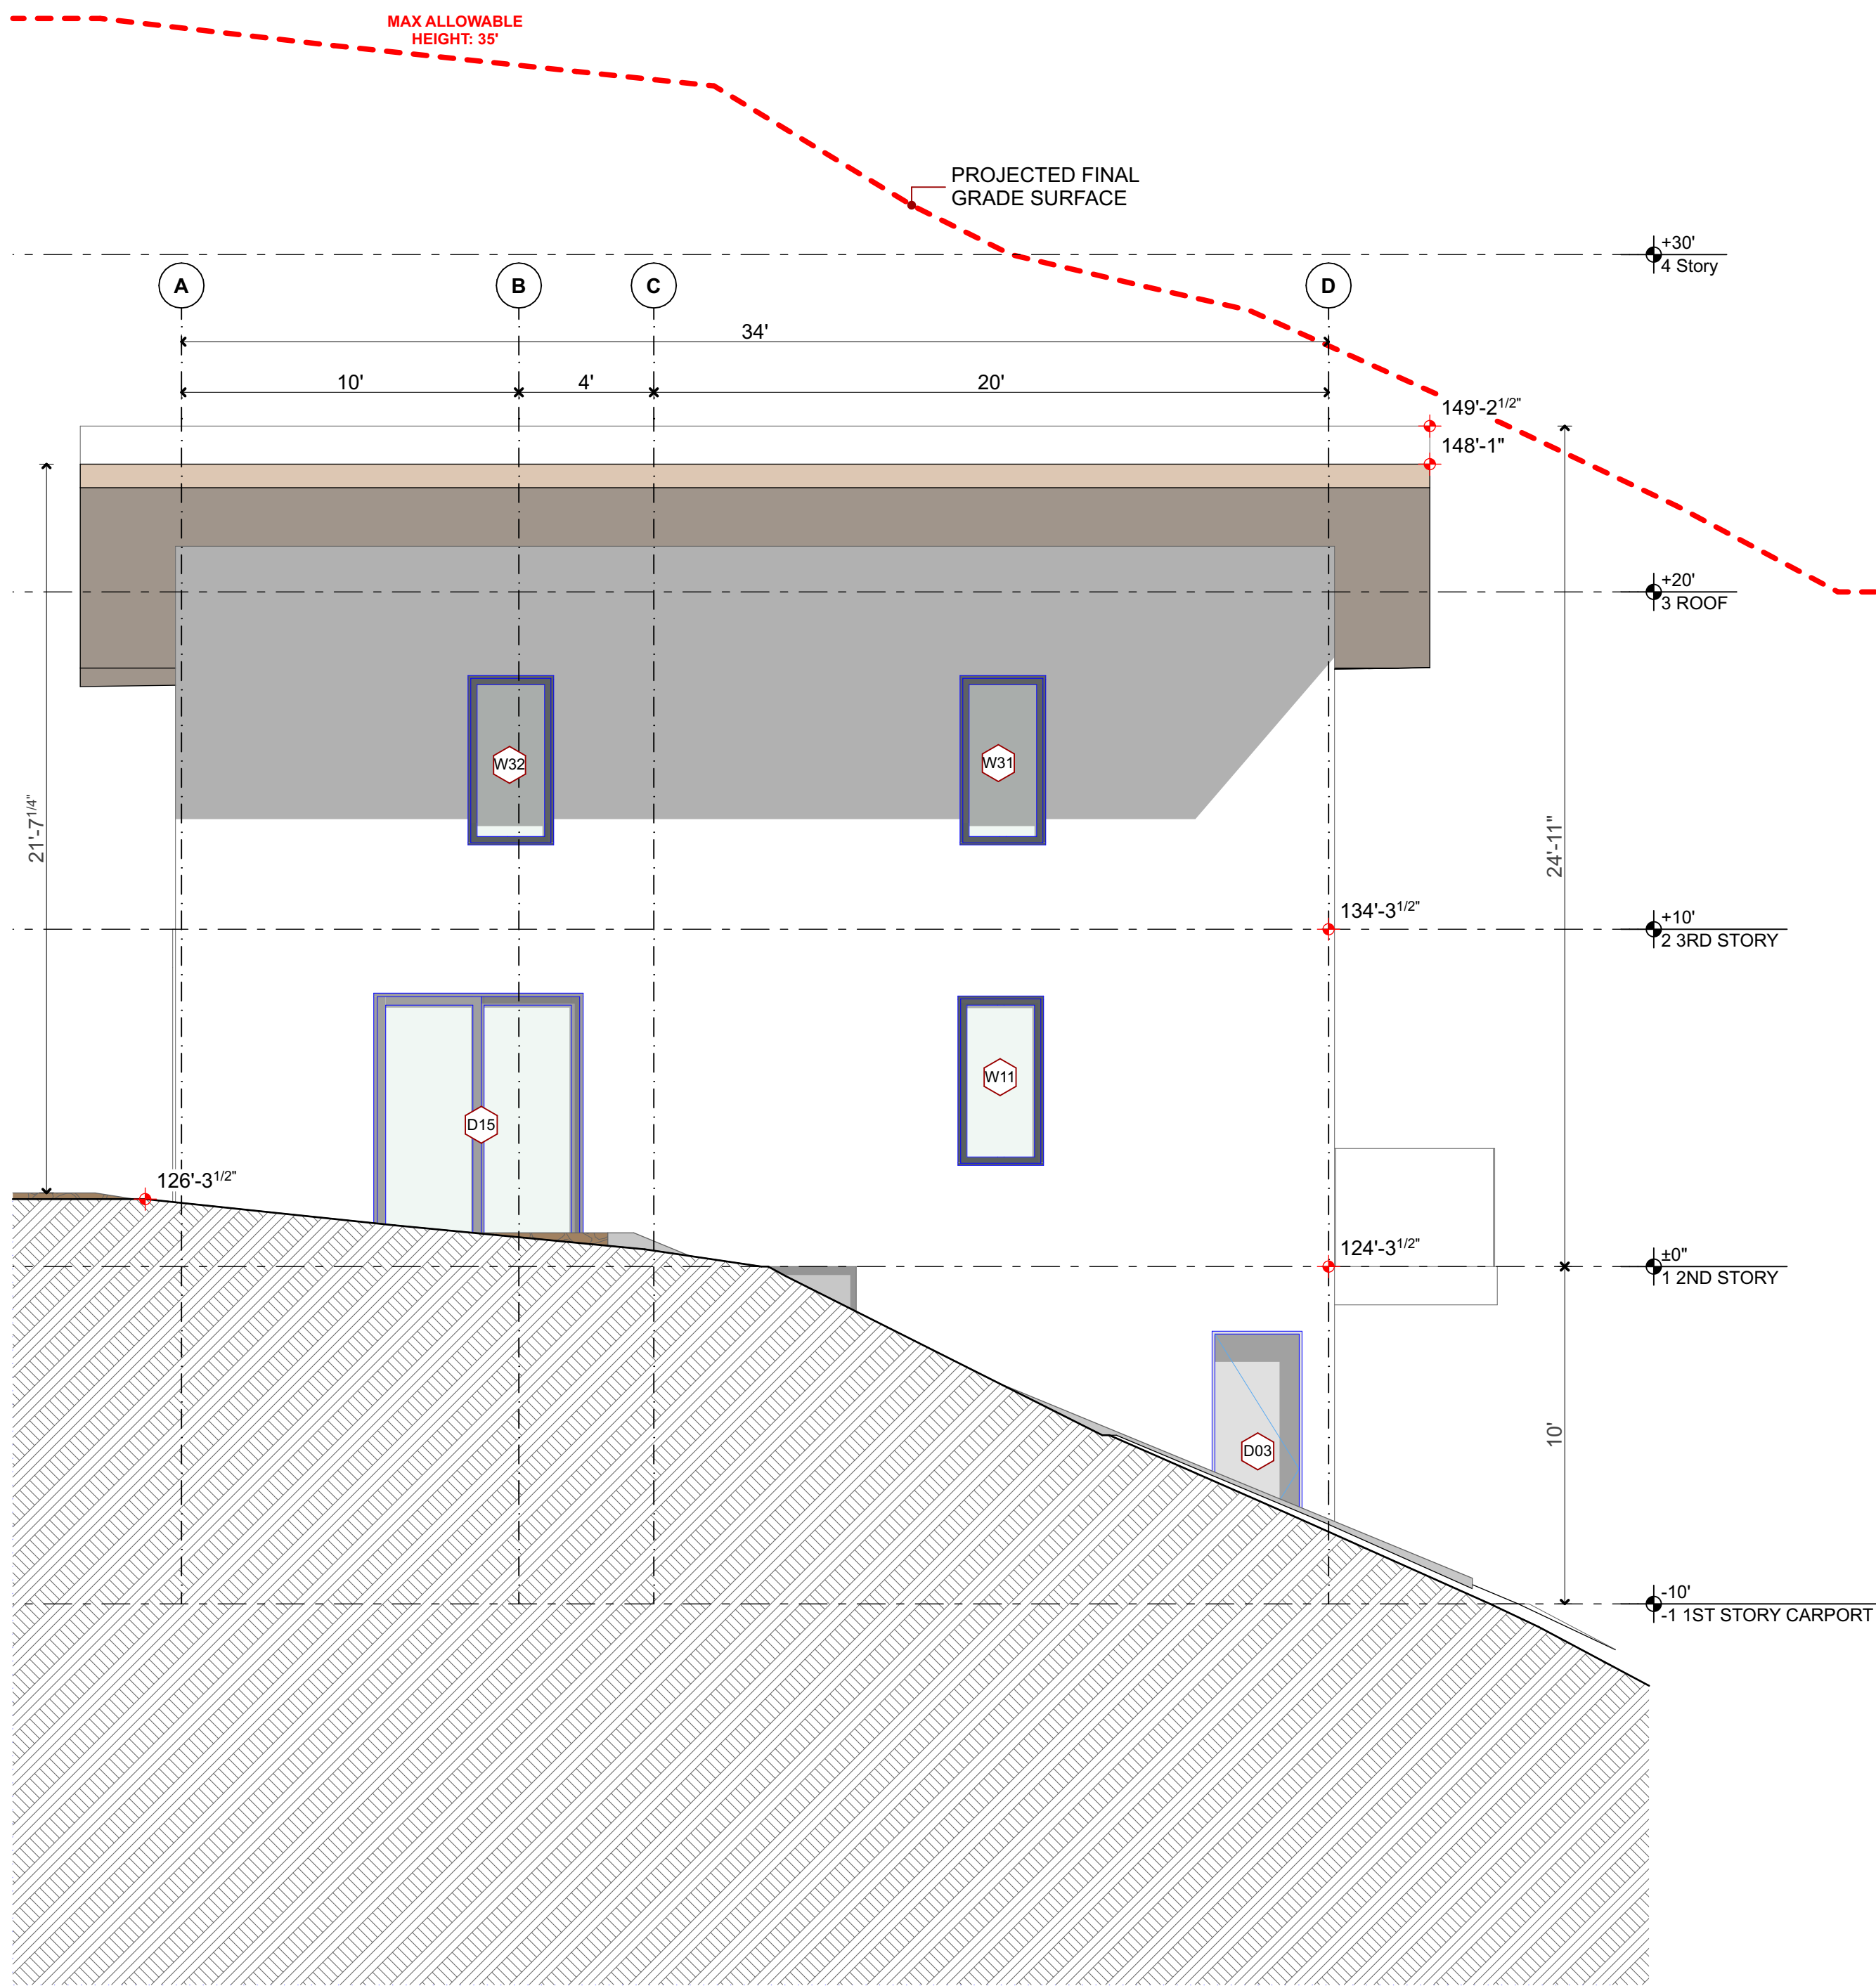 MAX ALLOWABLE
HEIGHT: 35'
PROJECTED FINAL
GRADE SURFACE
+30'
4 Story
A
B
C
D
34'
10'
4'
20'
149'-2 1/2"
148'-1"
+20'
3 ROOF
W32
W31
21'-7 1/4"
24'-11"
134'-3 1/2"
+10'
2 3RD STORY
W11
D15
126'-3 1/2"
124'-3 1/2"
±0"
1 2ND STORY
D03
10'
-10'
-1 1ST STORY CARPORT